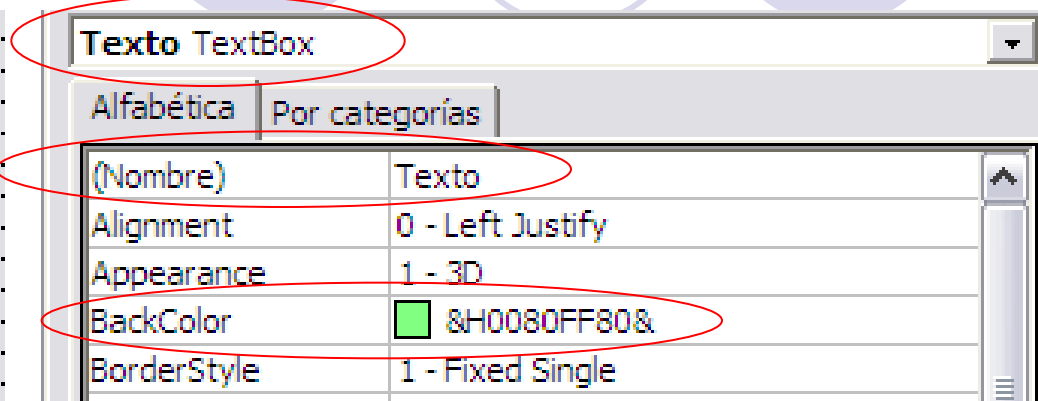 Texto TextBox
Alfabética Por categorías
(Nombre) Texto
Alignment 0 - Left Justify
Appearance 1 - 3D
BackColor &H0080FF80&
BorderStyle 1 - Fixed Single